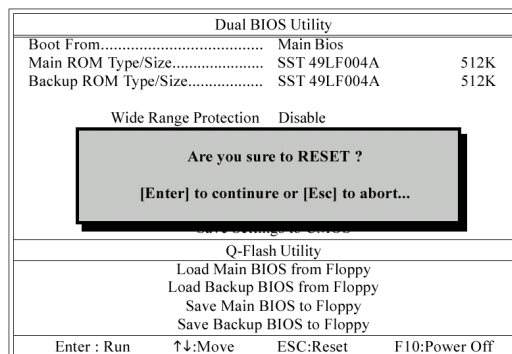 Dual BIOS Utility
Boot From..................................... Main Bios
Main ROM Type/Size..................... SST 49LF004A 512K
Backup ROM Type/Size................. SST 49LF004A 512K
Wide Range Protection Disable
Are you sure to RESET ?
[Enter] to continure or [Esc] to abort...
Q-Flash Utility
Load Main BIOS from Floppy
Load Backup BIOS from Floppy
Save Main BIOS to Floppy
Save Backup BIOS to Floppy
Enter : Run ↑↓:Move ESC:Reset F10:Power Off